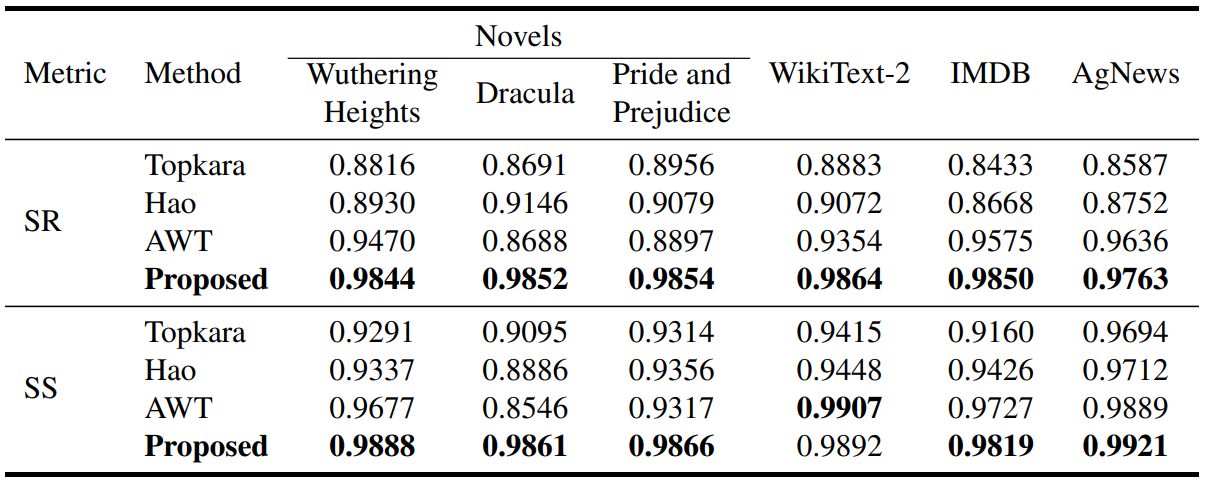 Metric Method Novels WikiText-2 IMDB AgNews
Wuthering Heights Dracula Pride and Prejudice
SR
Topkara 0.8816 0.8691 0.8956 0.8883 0.8433 0.8587
Hao 0.8930 0.9146 0.9079 0.9072 0.8668 0.8752
AWT 0.9470 0.8688 0.8897 0.9354 0.9575 0.9636
Proposed 0.9844 0.9852 0.9854 0.9864 0.9850 0.9763
SS
Topkara 0.9291 0.9095 0.9314 0.9415 0.9160 0.9694
Hao 0.9337 0.8886 0.9356 0.9448 0.9426 0.9712
AWT 0.9677 0.8546 0.9317 0.9907 0.9727 0.9889
Proposed 0.9888 0.9861 0.9866 0.9892 0.9819 0.9921